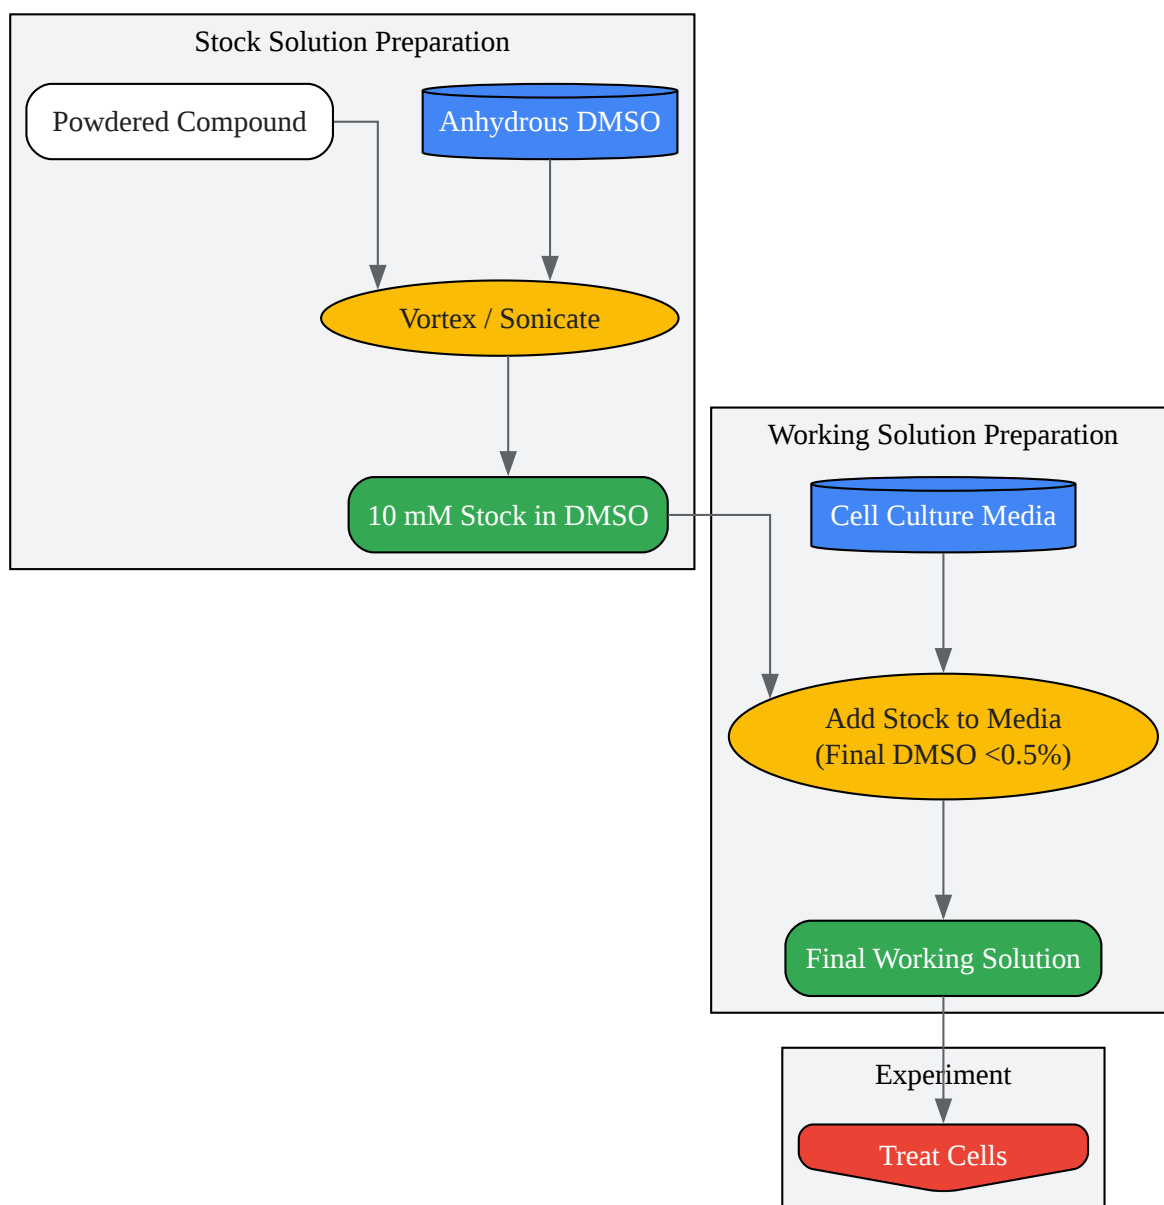 Stock Solution Preparation
Powdered Compound
Anhydrous DMSO
Vortex / Sonicate
10 mM Stock in DMSO
Working Solution Preparation
Cell Culture Media
Add Stock to Media
(Final DMSO <0.5%)
Final Working Solution
Experiment
Treat Cells